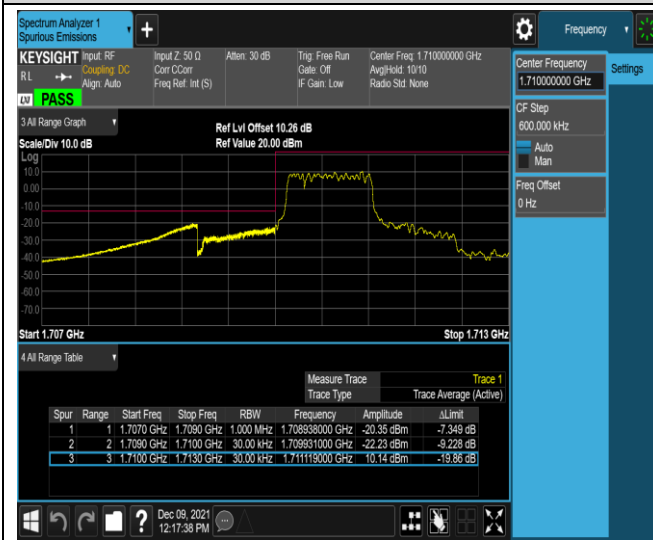 Spectrum Analyzer 1
Spurious Emissions
Frequency
KEYSIGHT
Input: RF
Input Z: 50 Ω
Atten: 30 dB
Trig: Free Run
Center Freq: 1.710000000 GHz
RL
Coupling: DC
Corr CCorr
Gate: Off
Avg|Hold: 10/10
Align: Auto
Freq Ref: Int (S)
IF Gain: Low
Radio Std: None
LXI
PASS
Center Frequency
1.710000000 GHz
Settings
CF Step
600.000 kHz
Auto
Man
Freq Offset
0 Hz
3 All Range Graph
Ref Lvl Offset 10.26 dB
Scale/Div 10.0 dB
Ref Value 20.00 dBm
Log
10.0
0.00
-10.0
-20.0
-30.0
-40.0
-50.0
-60.0
-70.0
Start 1.707 GHz
Stop 1.713 GHz
4 All Range Table
Measure Trace Trace 1
Trace Type Trace Average (Active)
Spur Range Start Freq Stop Freq RBW Frequency Amplitude ΔLimit
1 1 1.7070 GHz 1.7090 GHz 1.000 MHz 1.708938000 GHz -20.35 dBm -7.349 dB
2 2 1.7090 GHz 1.7100 GHz 30.00 kHz 1.709931000 GHz -22.23 dBm -9.228 dB
3 3 1.7100 GHz 1.7130 GHz 30.00 kHz 1.711119000 GHz 10.14 dBm -19.86 dB
Dec 09, 2021
12:17:38 PM